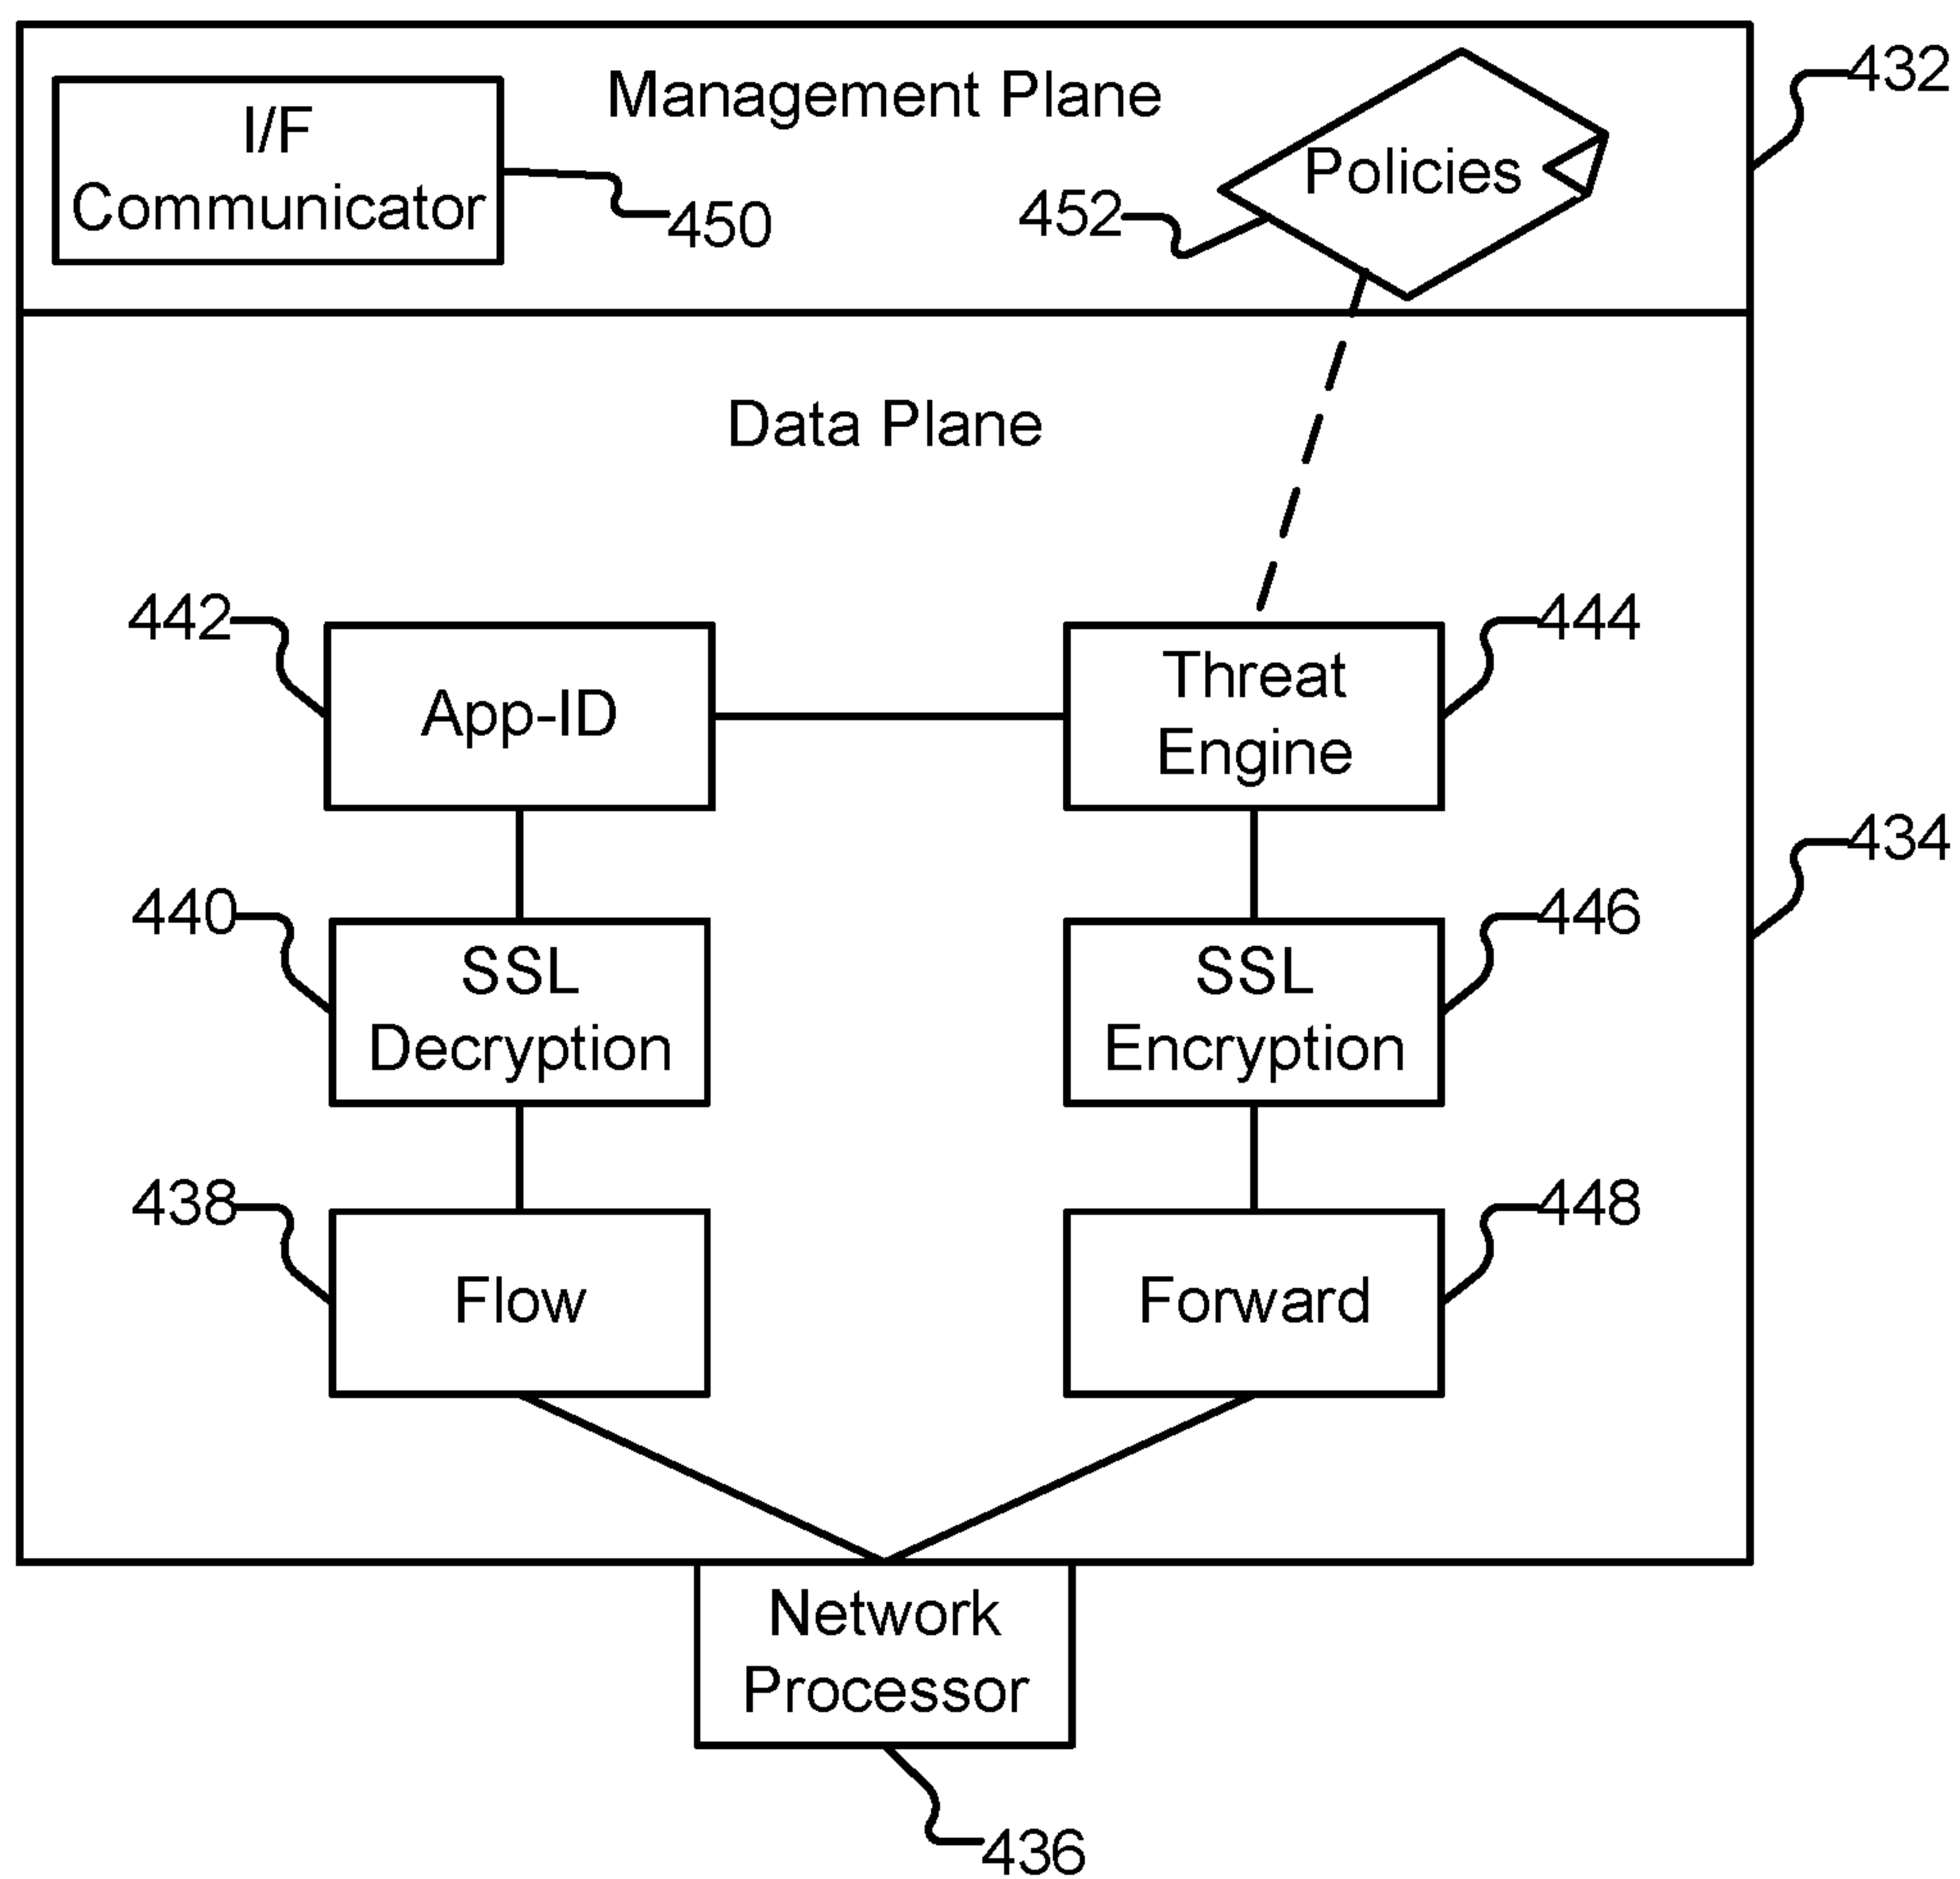 I/F
Communicator
Management Plane
Policies
432
450
452
Data Plane
442
App-ID
Threat
Engine
444
434
440
SSL
Decryption
SSL
Encryption
446
438
Flow
Forward
448
Network
Processor
436